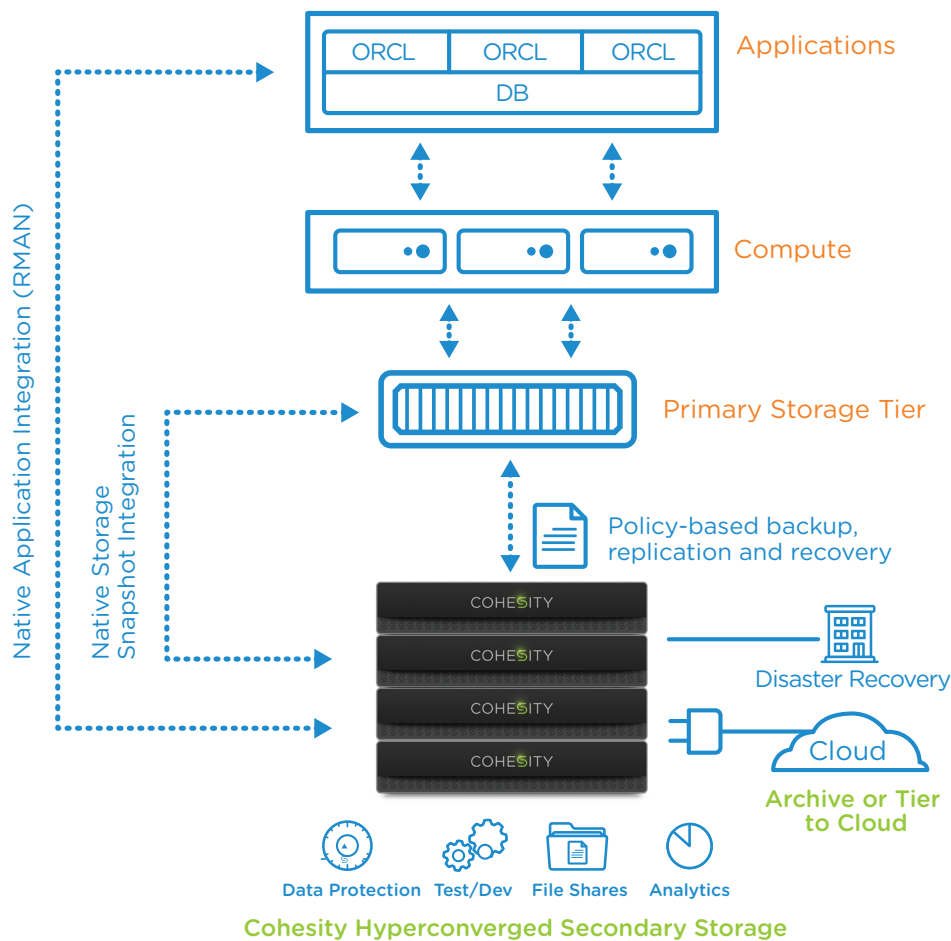 ORCL ORCL ORCL
DB
Applications
Compute
Primary Storage Tier
Native Application Integration (RMAN)
Native Storage
Snapshot Integration
Policy-based backup,
replication and recovery
COHESITY
COHESITY
COHESITY
COHESITY
Disaster Recovery
Cloud
Archive or Tier
to Cloud
Data Protection Test/Dev File Shares Analytics
Cohesity Hyperconverged Secondary Storage